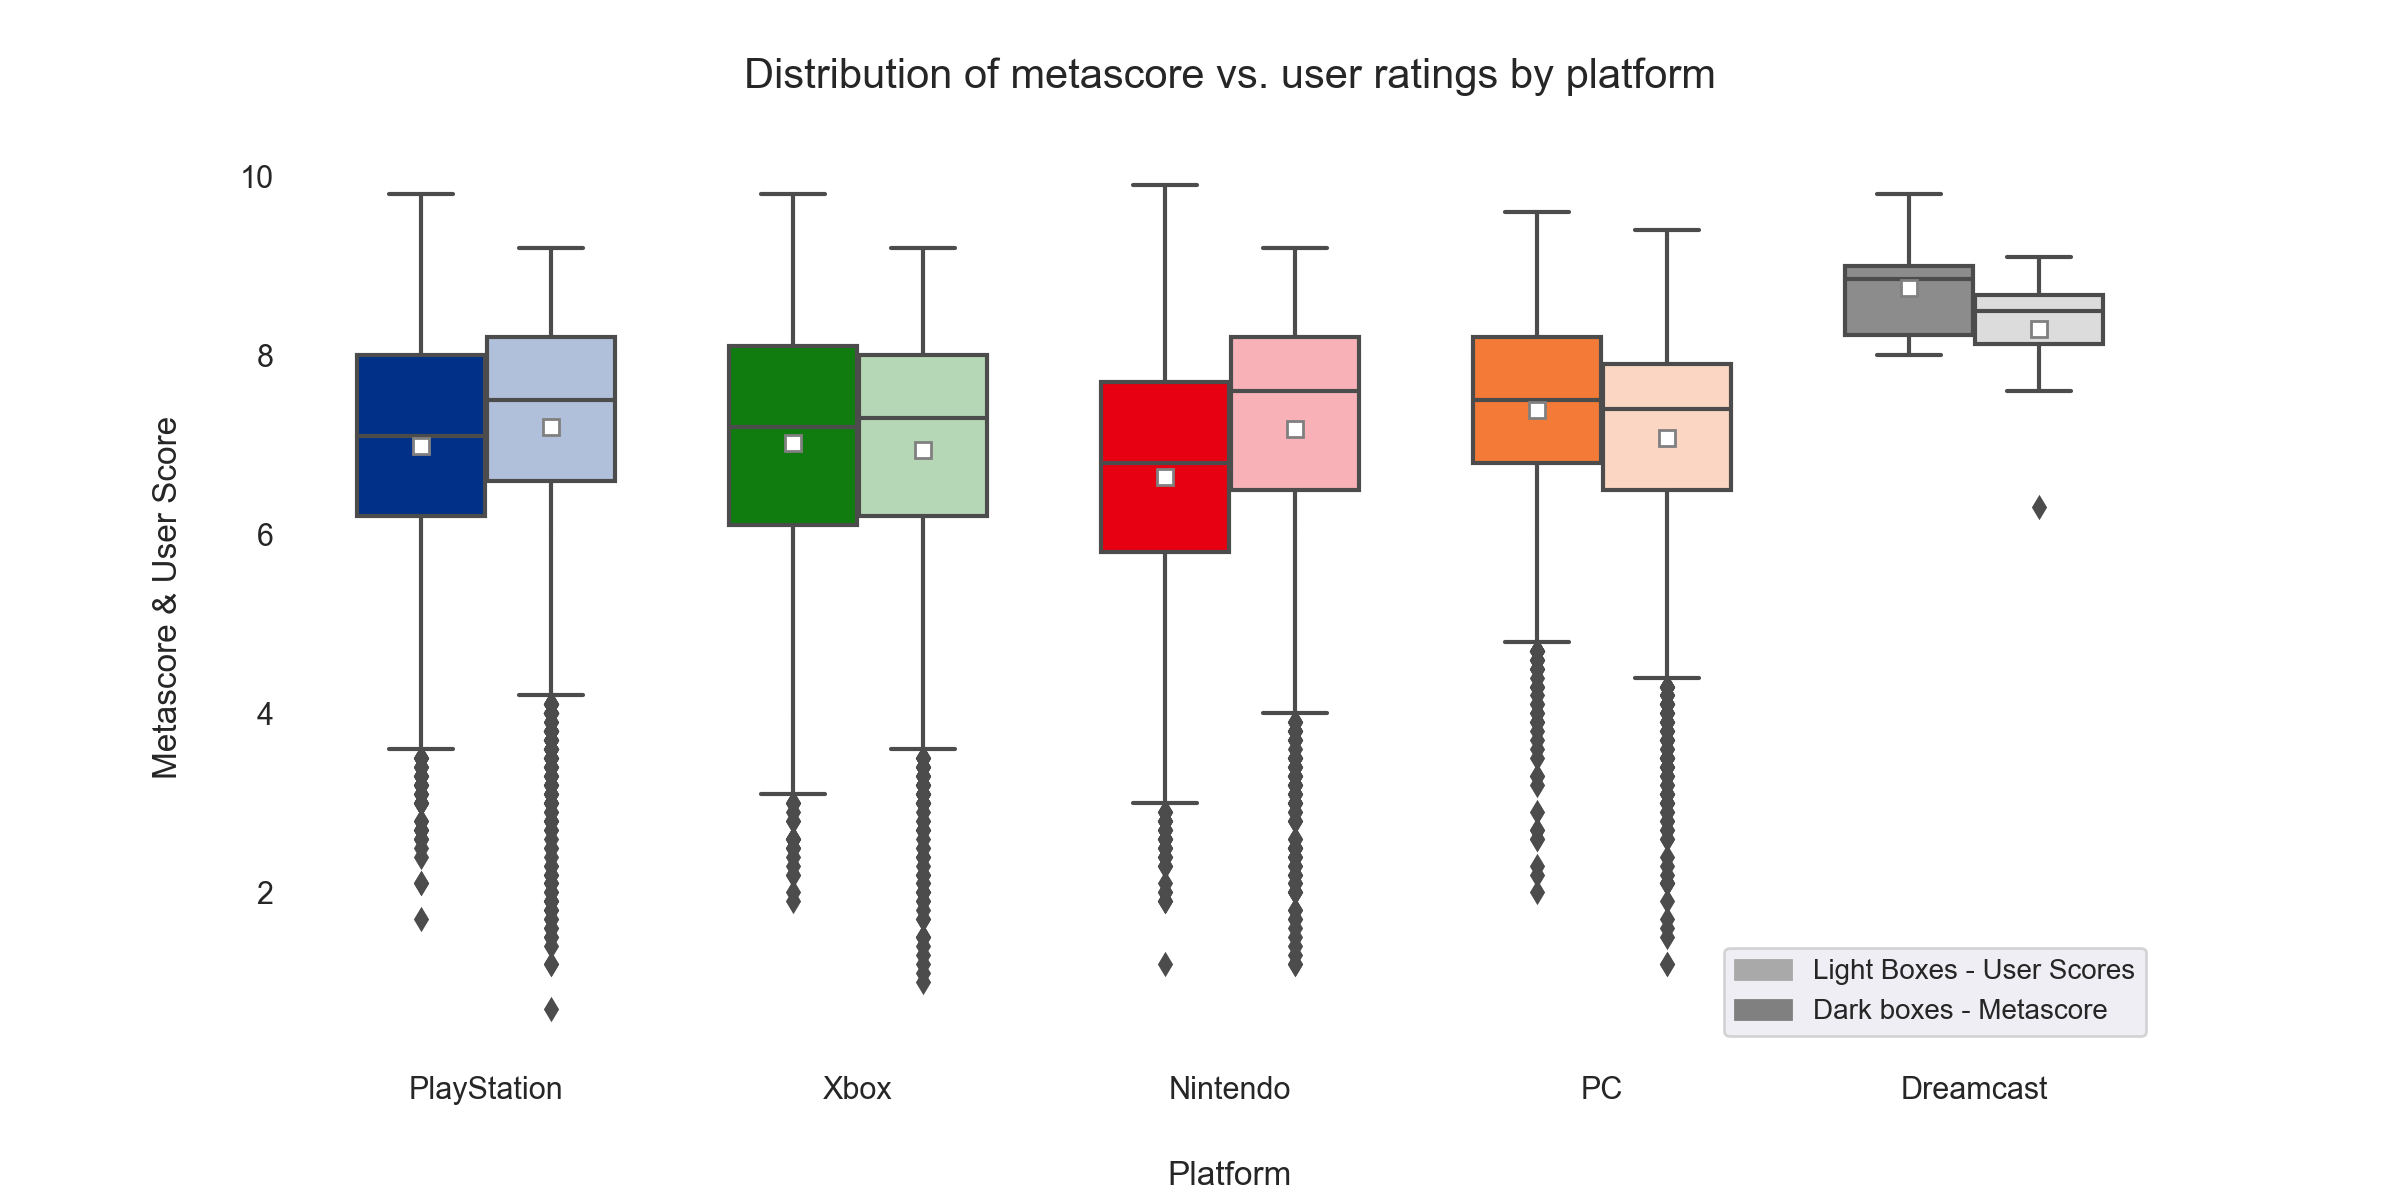 Distribution of metascore vs. user ratings by platform
Metascore & User Score
10
8
6
4
2
Light Boxes - User Scores
Dark boxes - Metascore
PlayStation
Xbox
Nintendo
PC
Dreamcast
Platform